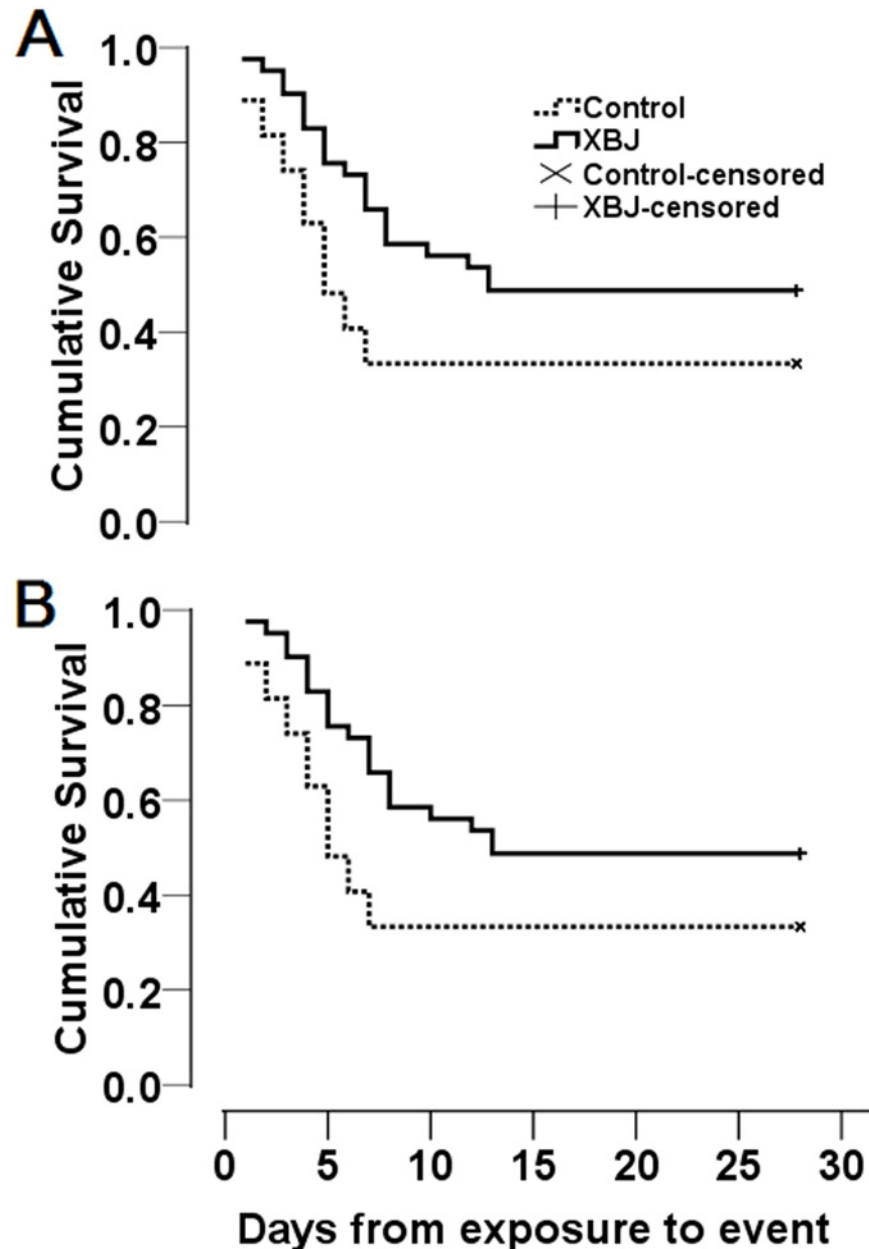 A
1.0
0.8
0.6
0.4
0.2
0.0
Cumulative Survival
Control
XBJ
Control-censored
XBJ-censored
B
1.0
0.8
0.6
0.4
0.2
0.0
Cumulative Survival
0 5 10 15 20 25 30
Days from exposure to event